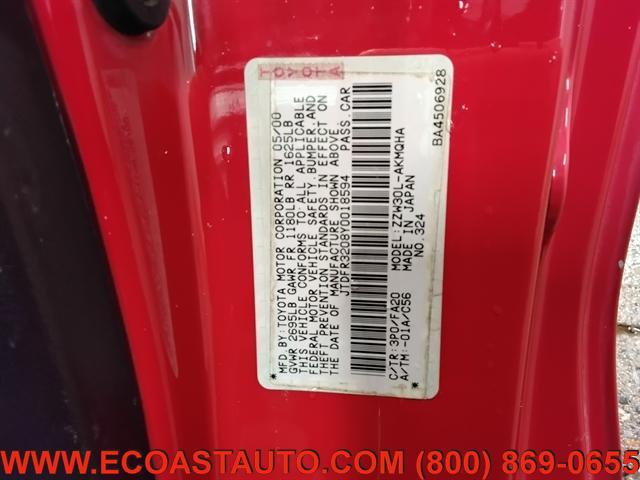 TOYOTA
MFD.BY:TOYOTA MOTOR CORPORATION 05/00
GVWR 2695LB GAWR FR 1180LB RR 1625LB
THIS VEHICLE CONFORMS TO ALL APPLICABLE
FEDERAL MOTOR VEHICLE SAFETY,BUMPER,AND
THEFT PREVENTION STANDARDS IN EFFECT ON
THE DATE OF MANUFACTURE SHOWN ABOVE.
JTDFR3208Y0018594 PASS.CAR
C/TR:3P0/FA20 MODEL:ZZW30L-AKMQHA
A/TM:-01A/C56 MADE IN JAPAN
NO.324
BA4506928
WWW.ECOASTAUTO.COM (800) 869-0655